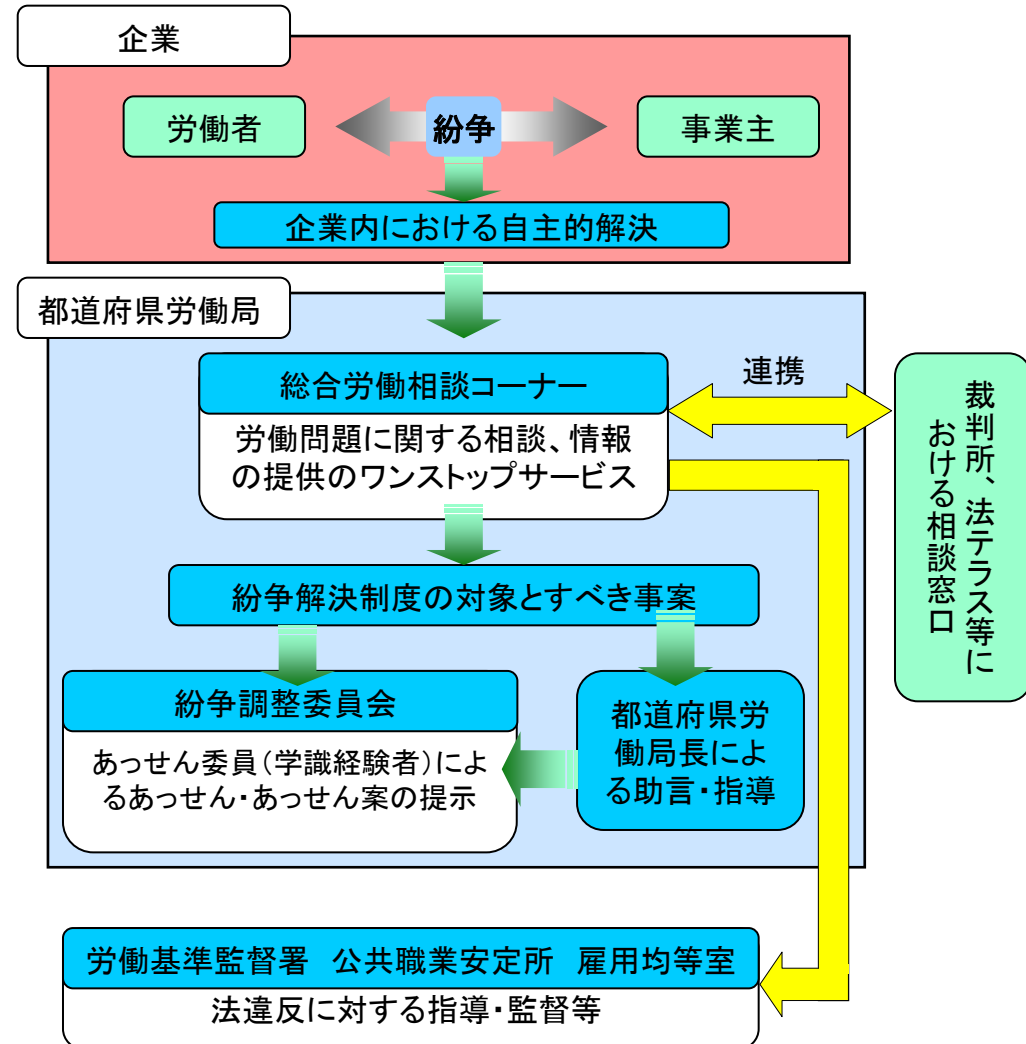 企業
労働者
紛争
事業主
企業内における自主的解決
都道府県労働局
総合労働相談コーナー
労働問題に関する相談、情報
の提供のワンストップサービス
連携
裁判所、法テラス等に
おける相談窓口
紛争解決制度の対象とすべき事案
紛争調整委員会
あっせん委員(学識経験者)によ
るあっせん・あっせん案の提示
都道府県労
働局長によ
る助言・指導
労働基準監督署　公共職業安定所　雇用均等室
法違反に対する指導・監督等